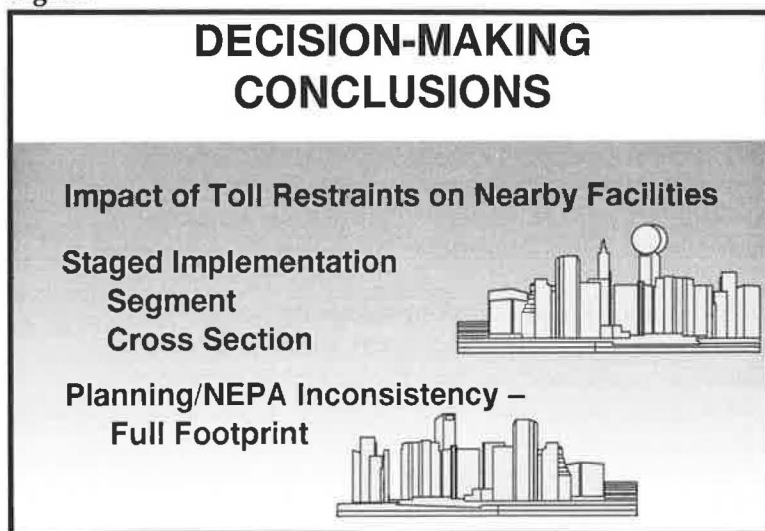 DECISION-MAKING
CONCLUSIONS
Impact of Toll Restraints on Nearby Facilities
Staged Implementation
Segment
Cross Section
Planning/NEPA Inconsistency –
Full Footprint